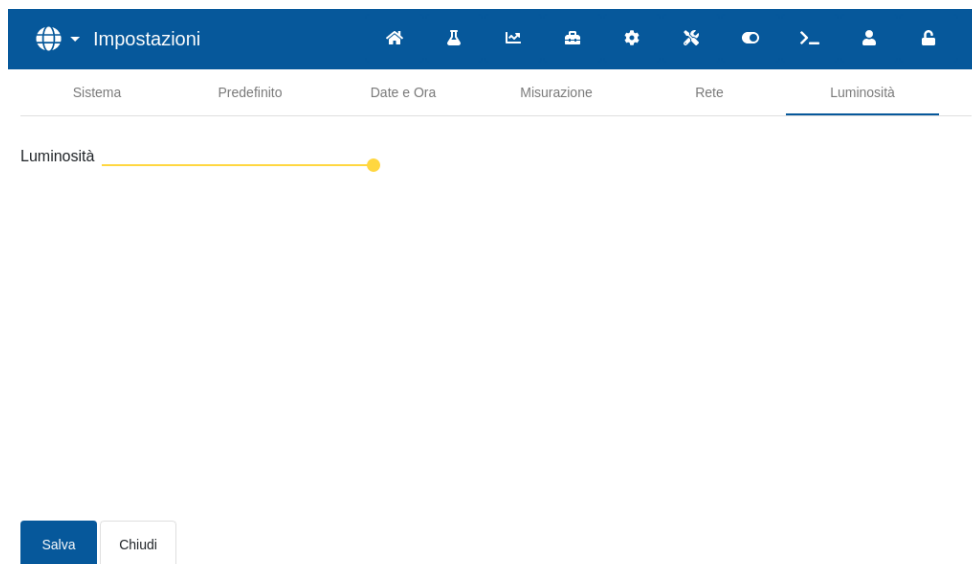 Impostazioni
Sistema Predefinito Date e Ora Misurazione Rete Luminosità
Luminosità
Salva Chiudi